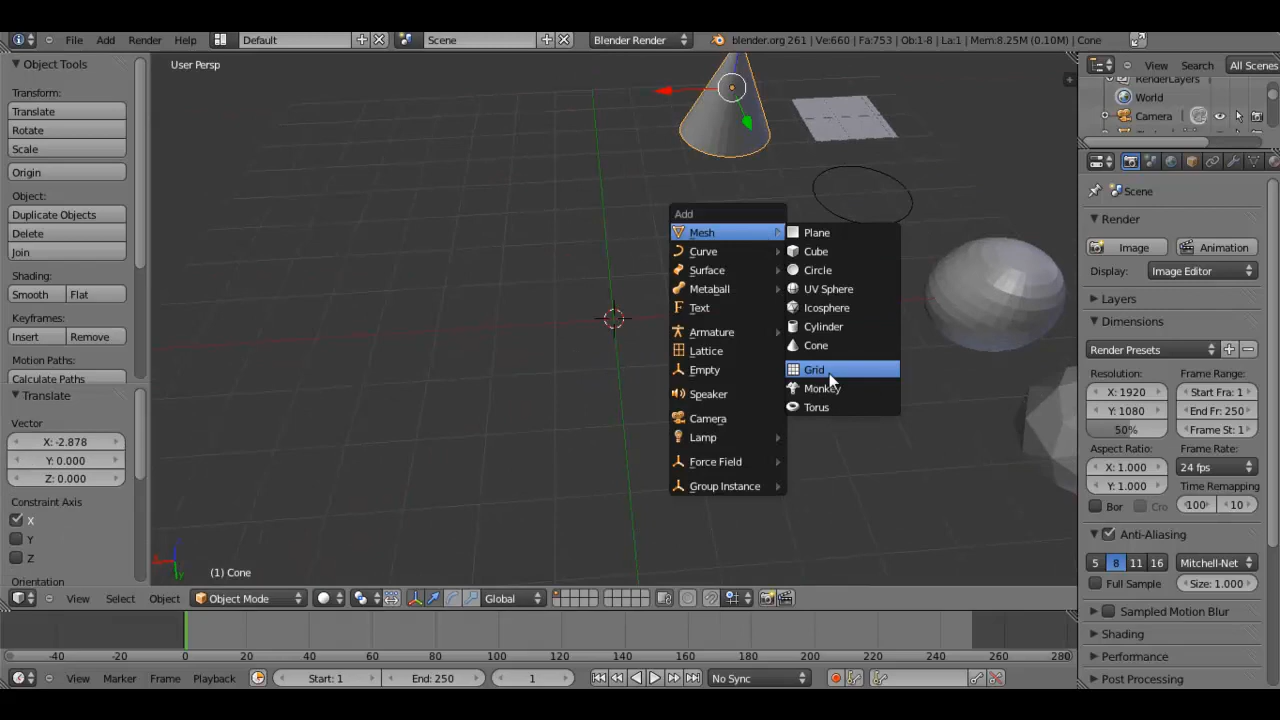 File Add Render Help Default Scene Blender Render blender.org 261 | Ve:660 | Fa:753 | Ob:1-8 | La:1 | Mem:8.25M (0.10M) | Cone
Object Tools
Transform:
Translate
Rotate
Scale
Origin
Object:
Duplicate Objects
Delete
Join
Shading:
Smooth Flat
Keyframes:
Insert Remove
Motion Paths:
Calculate Paths
Translate
Vector
X: -2.878
Y: 0.000
Z: 0.000
Constraint Axis
X
Y
Z
Orientation
User Persp
Add
Mesh
Curve
Surface
Metaball
Text
Armature
Lattice
Empty
Speaker
Camera
Lamp
Force Field
Group Instance
Plane
Cube
Circle
UV Sphere
Icosphere
Cylinder
Cone
Grid
Monkey
Torus
(1) Cone
View Select Object Object Mode Global
-40 -20 0 20 40 60 80 100 120 140 160 180 200 220 240 260 280
View Marker Frame Playback Start: 1 End: 250 1 No Sync
View Search All Scenes
RenderLayers
World
Camera
Scene
Render
Image Animation
Display: Image Editor
Layers
Dimensions
Render Presets
Resolution: Frame Range:
X: 1920 Start Fra: 1
Y: 1080 End Fr: 250
50% Frame St: 1
Aspect Ratio: Frame Rate:
X: 1.000 24 fps
Y: 1.000 Time Remapping
Bor Cro 100 10
Anti-Aliasing
5 8 11 16 Mitchell-Net
Full Sample Size: 1.000
Sampled Motion Blur
Shading
Performance
Post Processing